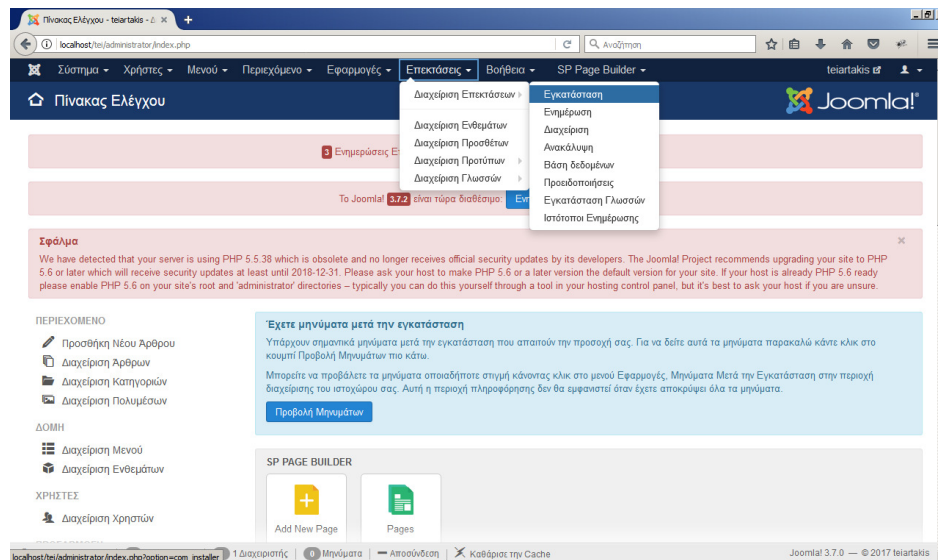 Πίνακας Ελέγχου - teiartakis - Δ
localhost/tei/administrator/index.php
Αναζήτηση
Σύστημα Χρήστες Μενού Περιεχόμενο Εφαρμογές Επεκτάσεις Βοήθεια SP Page Builder teiartakis
Πίνακας Ελέγχου
Joomla!®
Διαχείριση Επεκτάσεων
Διαχείριση Ενθεμάτων
Διαχείριση Προσθέτων
Διαχείριση Προτύπων
Διαχείριση Γλωσσών
Εγκατάσταση
Ενημέρωση
Διαχείριση
Ανακάλυψη
Βάση δεδομένων
Προειδοποιήσεις
Εγκατάσταση Γλωσσών
Ιστότοποι Ενημέρωσης
3 Ενημερώσεις
Το Joomla! 3.7.2 είναι τώρα διαθέσιμο:
Σφάλμα
We have detected that your server is using PHP 5.5.38 which is obsolete and no longer receives official security updates by its developers. The Joomla! Project recommends upgrading your site to PHP
5.6 or later which will receive security updates at least until 2018-12-31. Please ask your host to make PHP 5.6 or a later version the default version for your site. If your host is already PHP 5.6 ready
please enable PHP 5.6 on your site's root and 'administrator' directories – typically you can do this yourself through a tool in your hosting control panel, but it's best to ask your host if you are unsure.
ΠΕΡΙΕΧΟΜΕΝΟ
Προσθήκη Νέου Άρθρου
Διαχείριση Άρθρων
Διαχείριση Κατηγοριών
Διαχείριση Πολυμέσων
ΔΟΜΗ
Διαχείριση Μενού
Διαχείριση Ενθεμάτων
ΧΡΗΣΤΕΣ
Διαχείριση Χρηστών
Έχετε μηνύματα μετά την εγκατάσταση
Υπάρχουν σημαντικά μηνύματα μετά την εγκατάσταση που απαιτούν την προσοχή σας. Για να δείτε αυτά τα μηνύματα παρακαλώ κάντε κλικ στο
κουμπί Προβολή Μηνυμάτων πιο κάτω.
Μπορείτε να προβάλετε τα μηνύματα οποιαδήποτε στιγμή κάνοντας κλικ στο μενού Εφαρμογές, Μηνύματα Μετά την Εγκατάσταση στην περιοχή
διαχείρισης του ιστοχώρου σας. Αυτή η περιοχή πληροφόρησης δεν θα εμφανιστεί όταν έχετε αποκρύψει όλα τα μηνύματα.
Προβολή Μηνυμάτων
SP PAGE BUILDER
Add New Page
Pages
localhost/tei/administrator/index.php?option=com_installer
1 Διαχειριστής 0 Μηνύματα Αποσύνδεση Καθάρισε την Cache
Joomla! 3.7.0 — © 2017 teiartakis